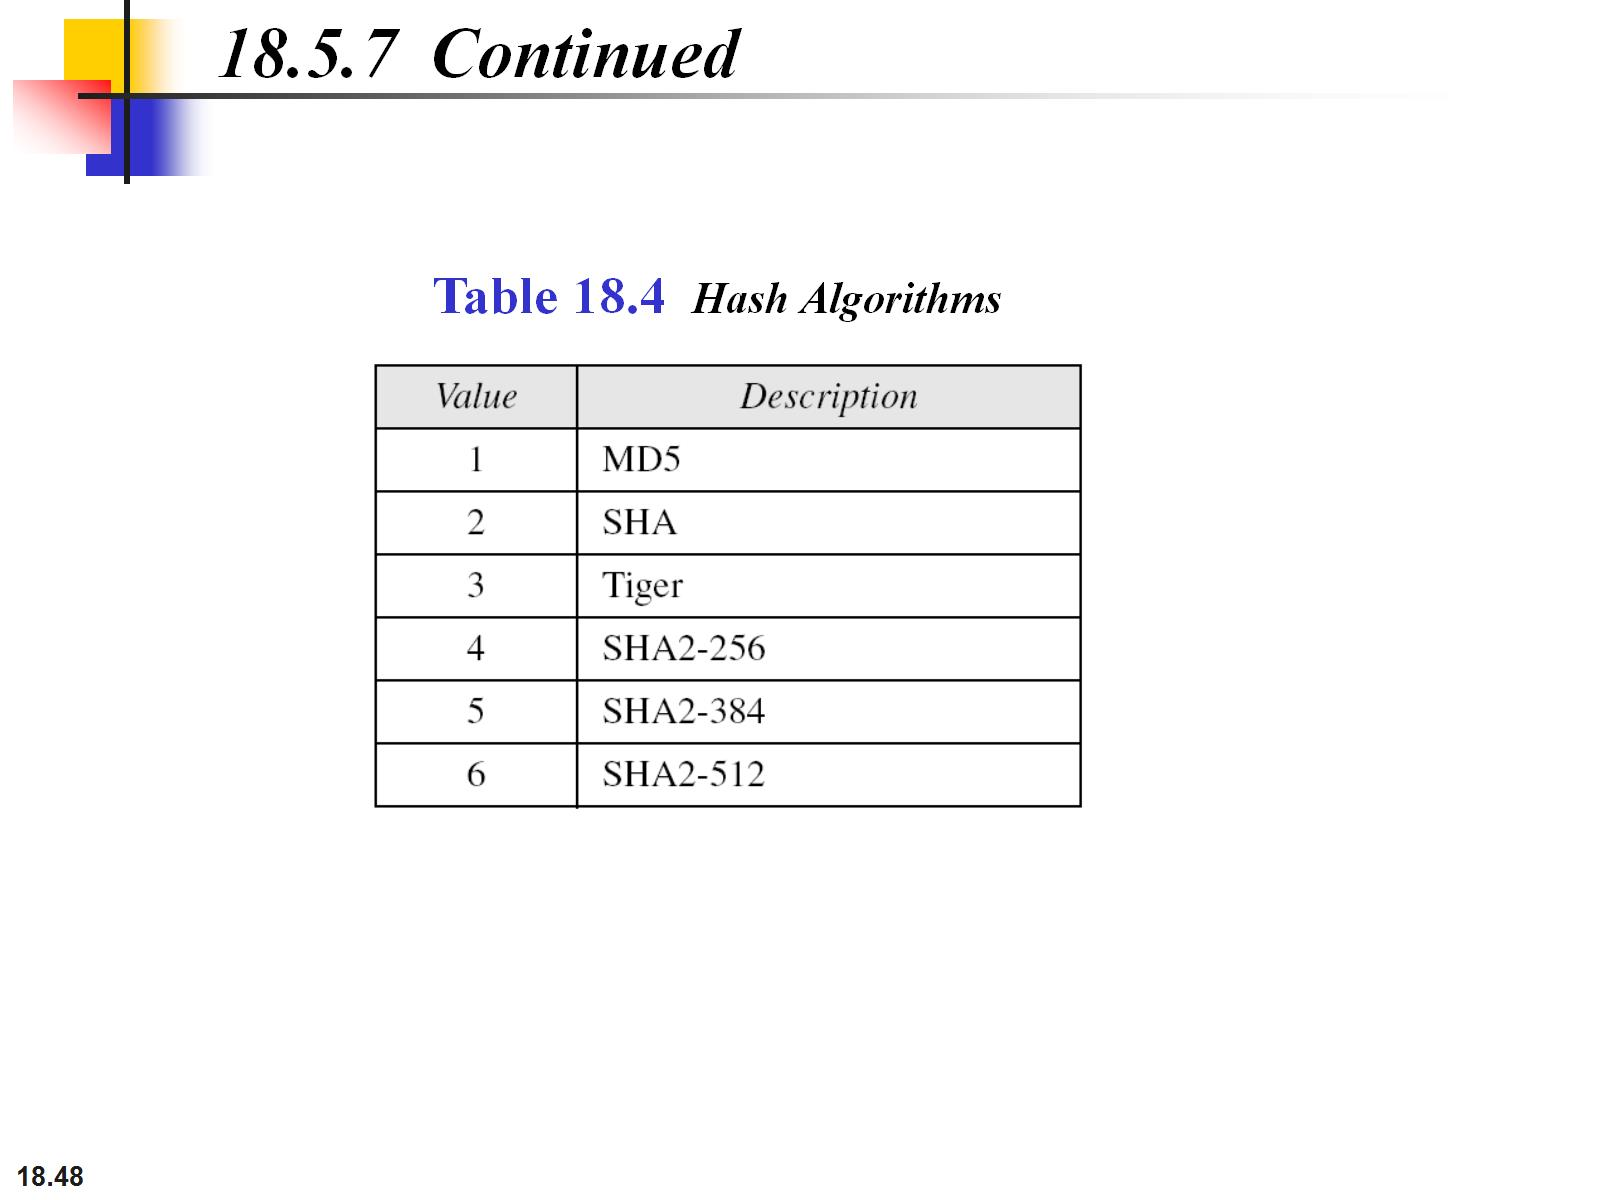 18.5.7 Continued
Table 18.4 Hash Algorithms
Value Description
1 MD5
2 SHA
3 Tiger
4 SHA2-256
5 SHA2-384
6 SHA2-512
18.48